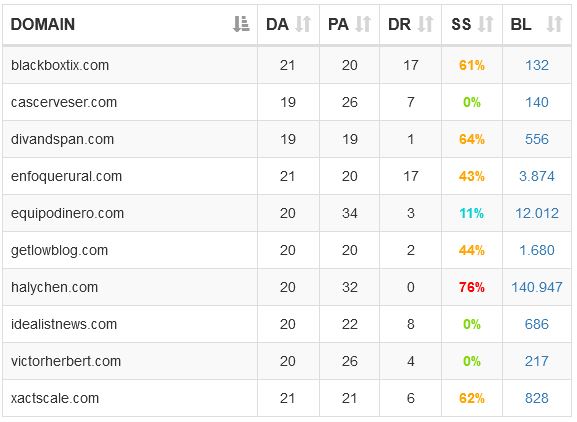 DOMAIN DA PA DR SS BL
blackboxtix.com 21 20 17 61% 132
cascerveser.com 19 26 7 0% 140
divandspan.com 19 19 1 64% 556
enfoquerural.com 21 20 17 43% 3.874
equipodinero.com 20 34 3 11% 12.012
getlowblog.com 20 20 2 44% 1.680
halychen.com 20 32 0 76% 140.947
idealistnews.com 20 22 8 0% 686
victorherbert.com 20 26 4 0% 217
xactscale.com 21 21 6 62% 828